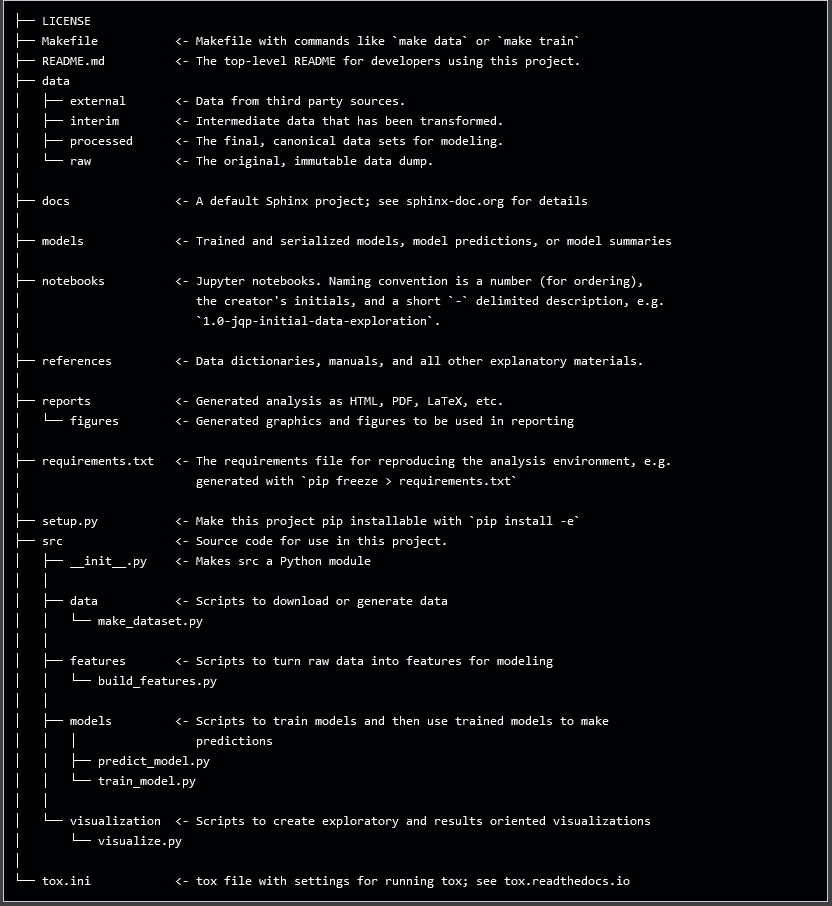 ├── LICENSE
├── Makefile           <- Makefile with commands like `make data` or `make train`
├── README.md          <- The top-level README for developers using this project.
├── data
│   ├── external       <- Data from third party sources.
│   ├── interim        <- Intermediate data that has been transformed.
│   ├── processed      <- The final, canonical data sets for modeling.
│   └── raw            <- The original, immutable data dump.
│
├── docs               <- A default Sphinx project; see sphinx-doc.org for details
│
├── models             <- Trained and serialized models, model predictions, or model summaries
│
├── notebooks          <- Jupyter notebooks. Naming convention is a number (for ordering),
│                         the creator's initials, and a short `-` delimited description, e.g.
│                         `1.0-jqp-initial-data-exploration`.
│
├── references         <- Data dictionaries, manuals, and all other explanatory materials.
│
├── reports            <- Generated analysis as HTML, PDF, LaTeX, etc.
│   └── figures        <- Generated graphics and figures to be used in reporting
│
├── requirements.txt   <- The requirements file for reproducing the analysis environment, e.g.
│                         generated with `pip freeze > requirements.txt`
│
├── setup.py           <- Make this project pip installable with `pip install -e`
├── src                <- Source code for use in this project.
│   ├── __init__.py    <- Makes src a Python module
│   │
│   ├── data           <- Scripts to download or generate data
│   │   └── make_dataset.py
│   │
│   ├── features       <- Scripts to turn raw data into features for modeling
│   │   └── build_features.py
│   │
│   ├── models         <- Scripts to train models and then use trained models to make
│   │   │                 predictions
│   │   ├── predict_model.py
│   │   └── train_model.py
│   │
│   └── visualization  <- Scripts to create exploratory and results oriented visualizations
│       └── visualize.py
│
└── tox.ini            <- tox file with settings for running tox; see tox.readthedocs.io